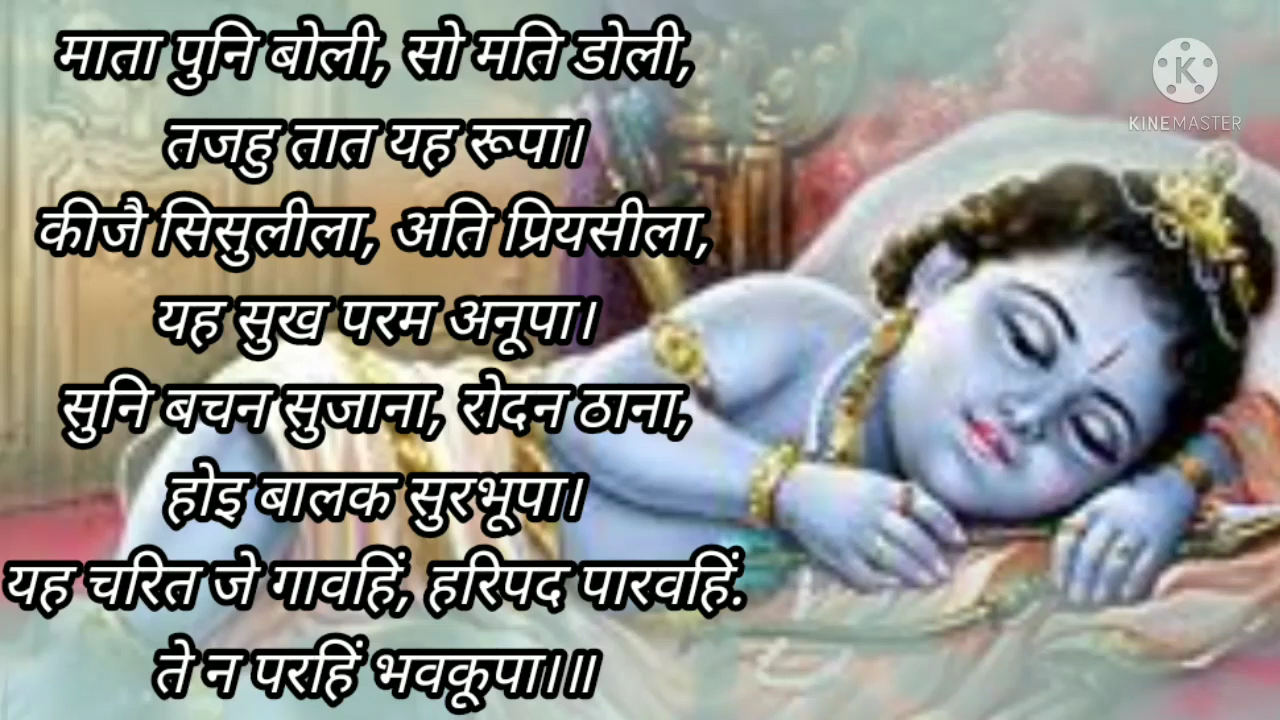 माता पुनि बोली, सो मति डोली,
तजहु तात यह रूपा।
कीजै सिसुलीला, अति प्रियसीला,
यह सुख परम अनूपा।
सुनि बचन सुजाना, रोदन ठाना,
होइ बालक सुरभूपा।
यह चरित जे गावहिं, हरिपद पारवहिं.
ते न परहिं भवकूपा।॥
K
KINEMASTER